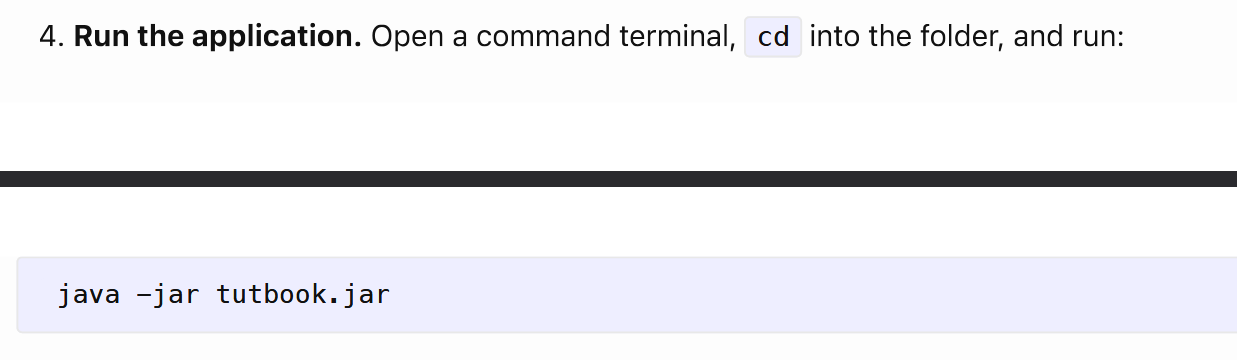 4. Run the application. Open a command terminal, cd into the folder, and run:
java -jar tutbook.jar